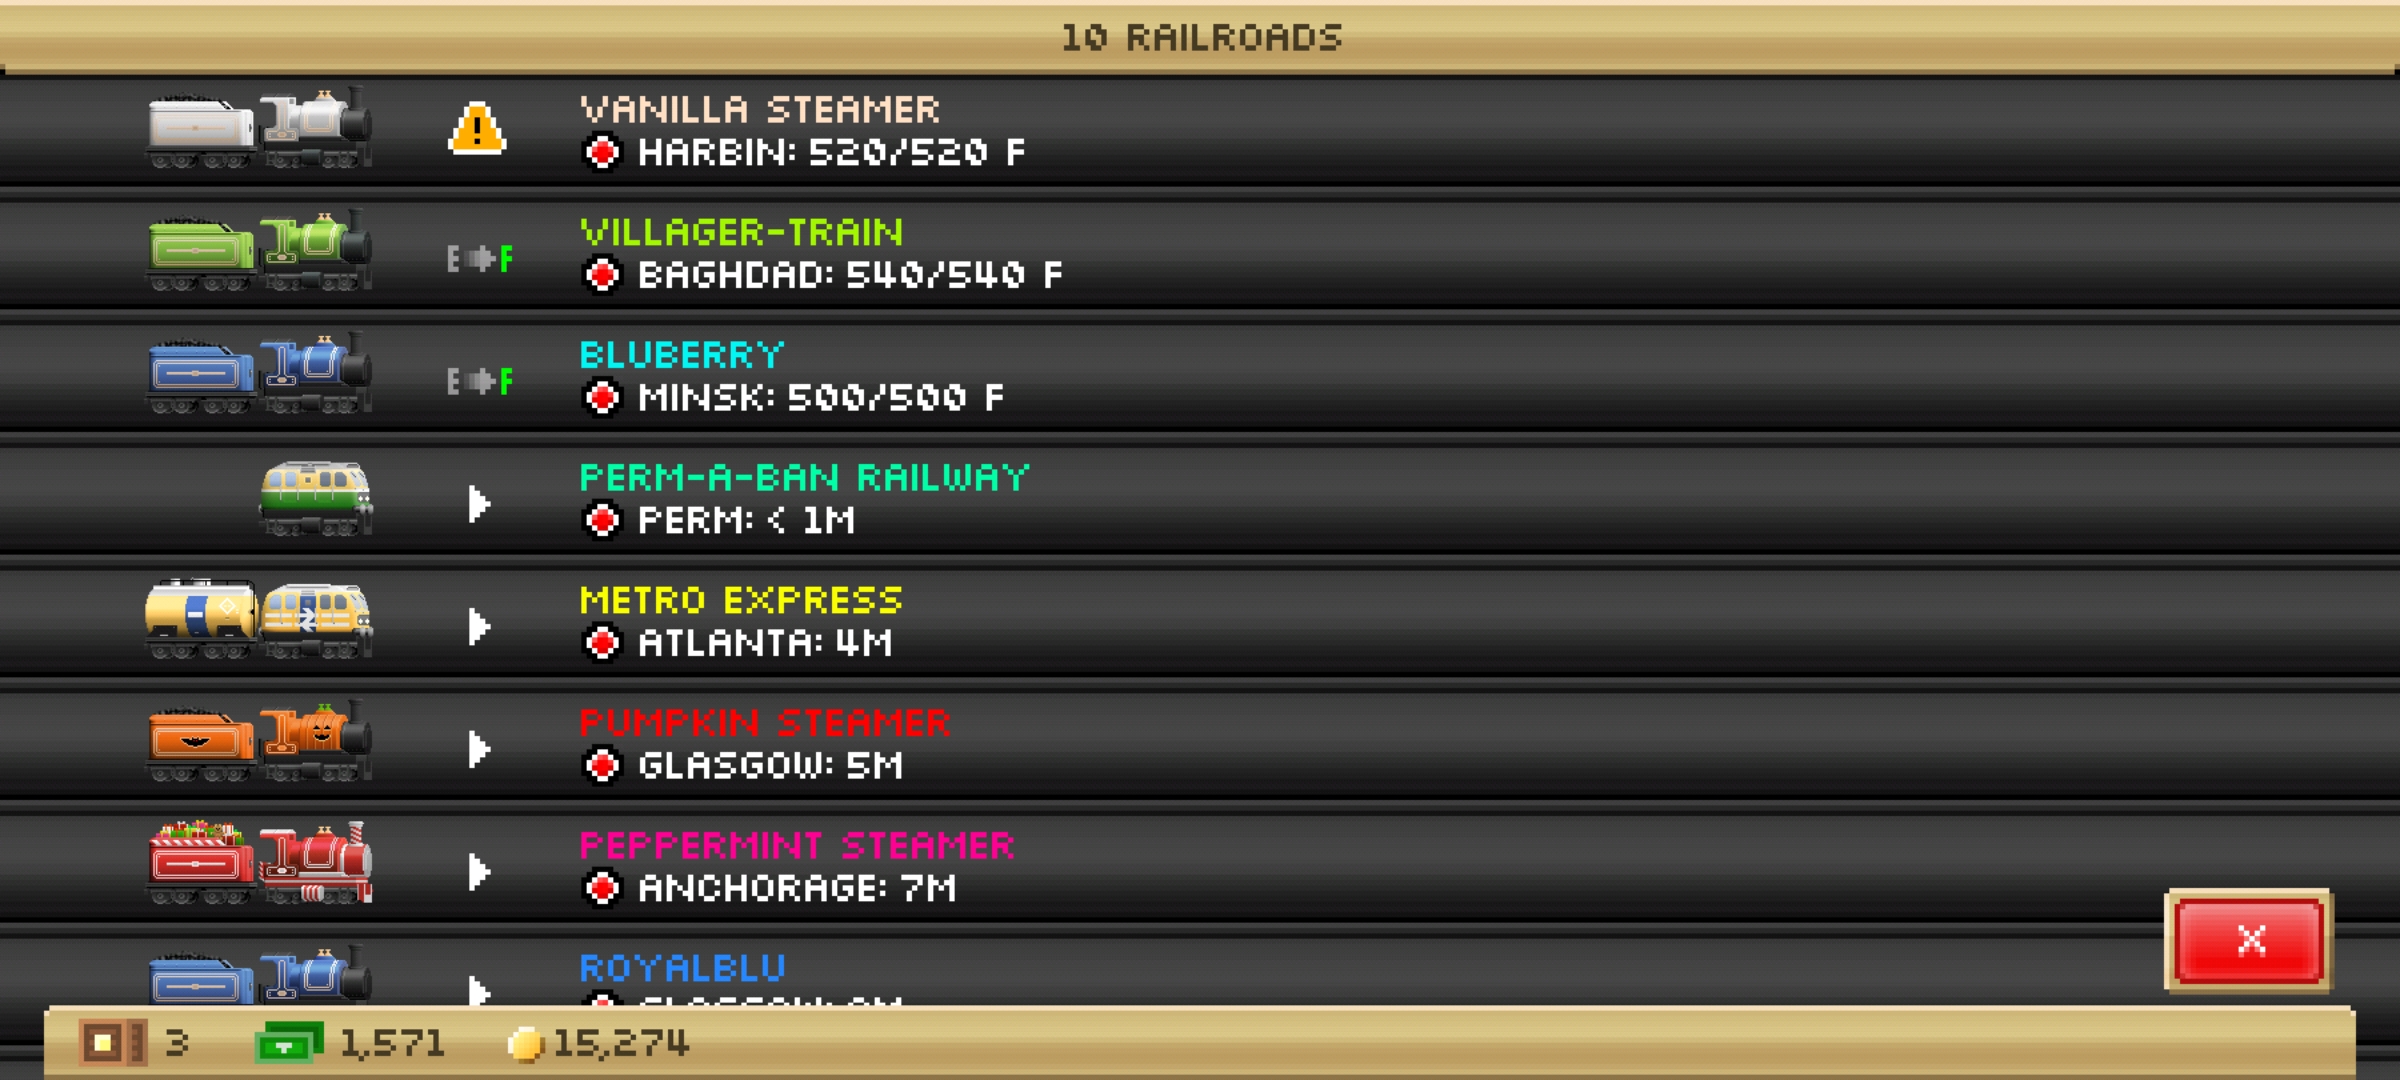 10 RAILROADS
VANILLA STEAMER
HARBIN: 520/520 F
VILLAGER-TRAIN
E F
BAGHDAD: 540/540 F
BLUBERRY
E F
MINSK: 500/500 F
PERM-A-BAN RAILWAY
PERM: < 1M
METRO EXPRESS
ATLANTA: 4M
PUMPKIN STEAMER
GLASGOW: 5M
PEPPERMINT STEAMER
ANCHORAGE: 7M
X
ROYALBLU
3 1,571 15,274